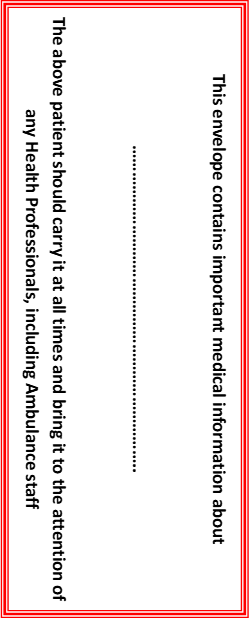 This envelope contains important medical information about
..................................................................
The above patient should carry it at all times and bring it to the attention of
any Health Professionals, including Ambulance staff